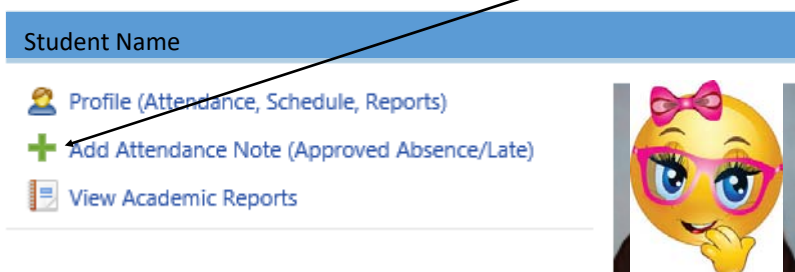 Student Name
Profile (Attendance, Schedule, Reports)
Add Attendance Note (Approved Absence/Late)
View Academic Reports